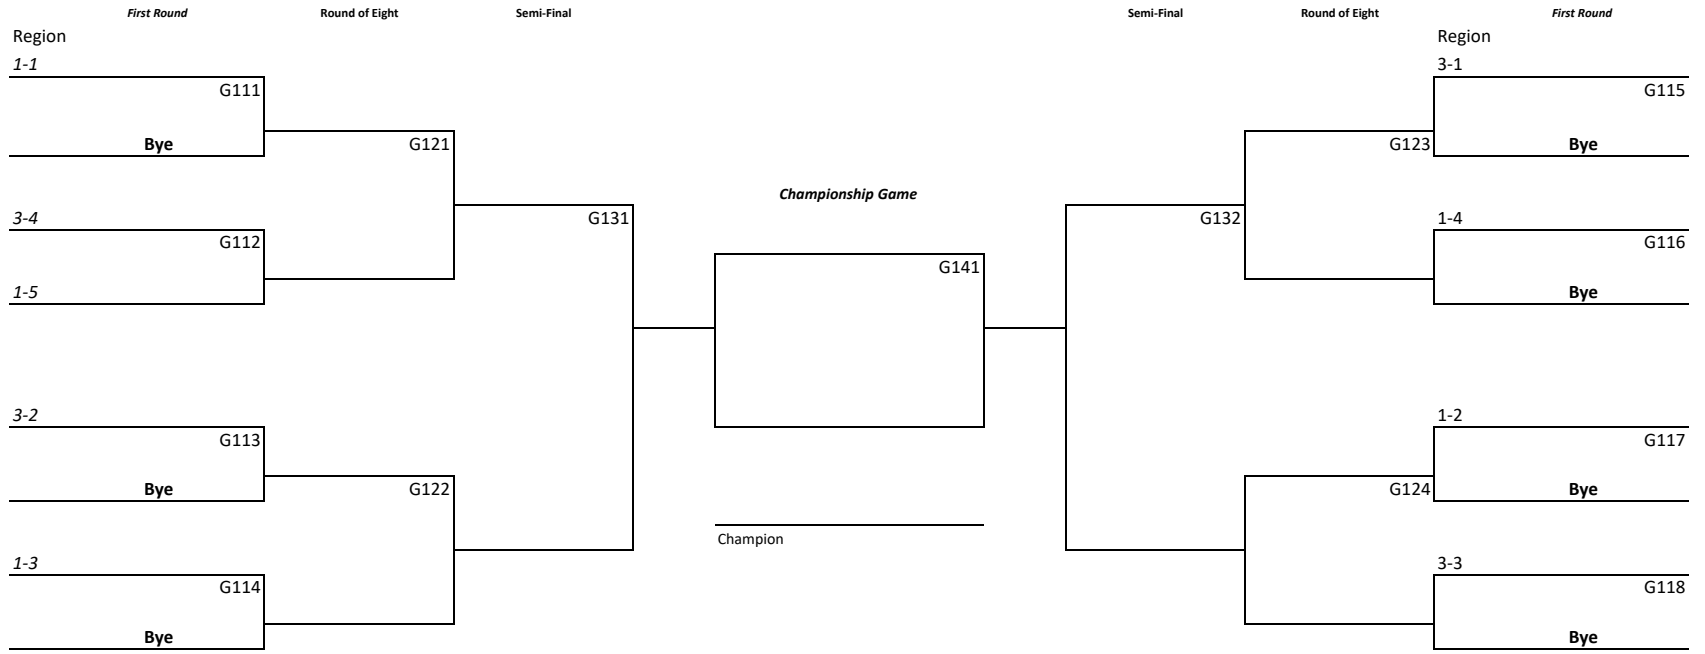 First Round Round of Eight Semi-Final Semi-Final Round of Eight First Round
Region Region
1-1 3-1
G111 G115
Bye G121 G123 Bye
Championship Game
3-4 G131 G132 1-4
G112 G116
G141
1-5 Bye
3-2 1-2
G113 G117
Bye G122 G124 Bye
Champion
1-3 3-3
G114 G118
Bye Bye